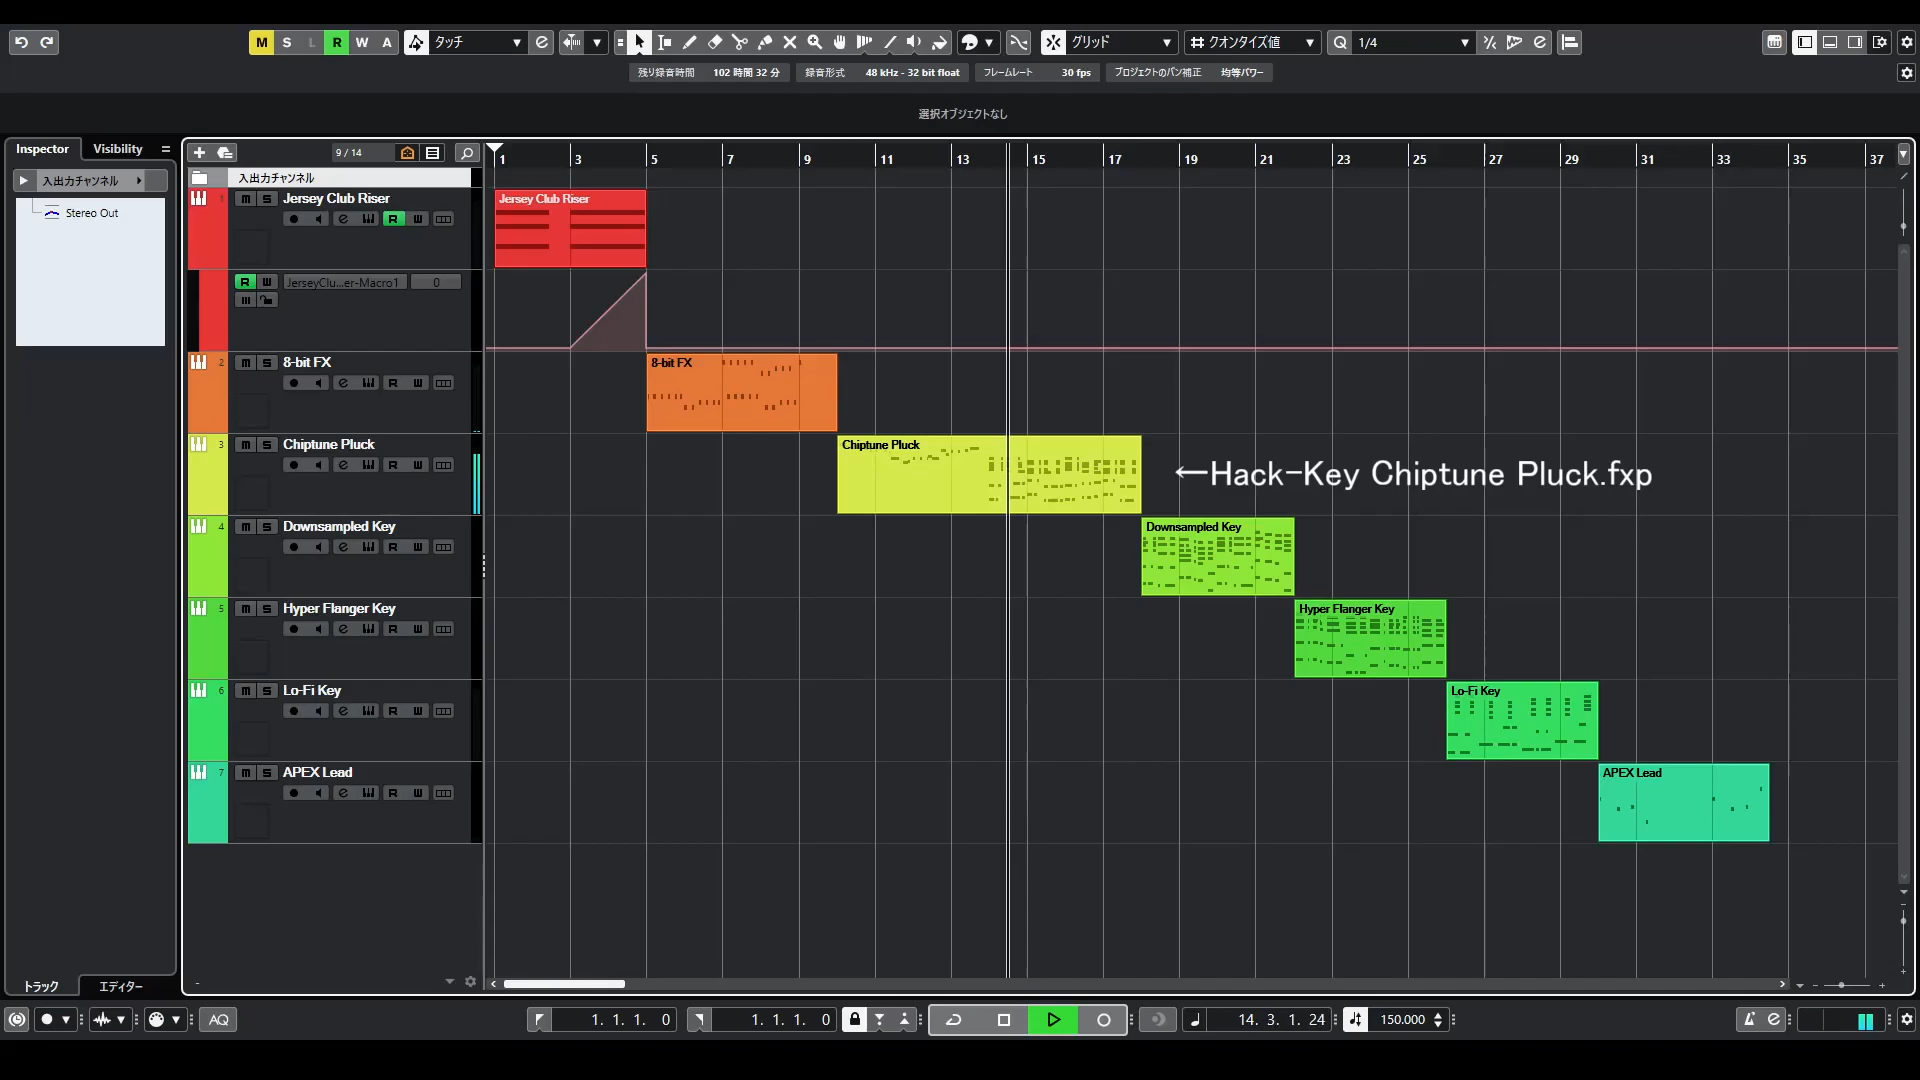 M S L R W A タッチ グリッド クオンタイズ値 Q 1/4
残り録音時間 102 時間 32 分 録音形式 48 kHz - 32 bit float フレームレート 30 fps プロジェクトのパン補正 均等パワー
選択オブジェクトなし
Inspector Visibility
9 / 14
1 3 5 7 9 11 13 15 17 19 21 23 25 27 29 31 33 35 37
入出力チャンネル
入出力チャンネル
Stereo Out
1 m S Jersey Club Riser
R W
Jersey Club Riser
R W JerseyClu...er-Macro1 0
2 m S 8-bit FX
R W
8-bit FX
3 m S Chiptune Pluck
R W
Chiptune Pluck
←Hack-Key Chiptune Pluck.fxp
4 m S Downsampled Key
R W
Downsampled Key
5 m S Hyper Flanger Key
R W
Hyper Flanger Key
6 m S Lo-Fi Key
R W
Lo-Fi Key
7 m S APEX Lead
R W
APEX Lead
トラック エディター
AQ 1. 1. 1. 0 1. 1. 1. 0 14. 3. 1. 24 150.000